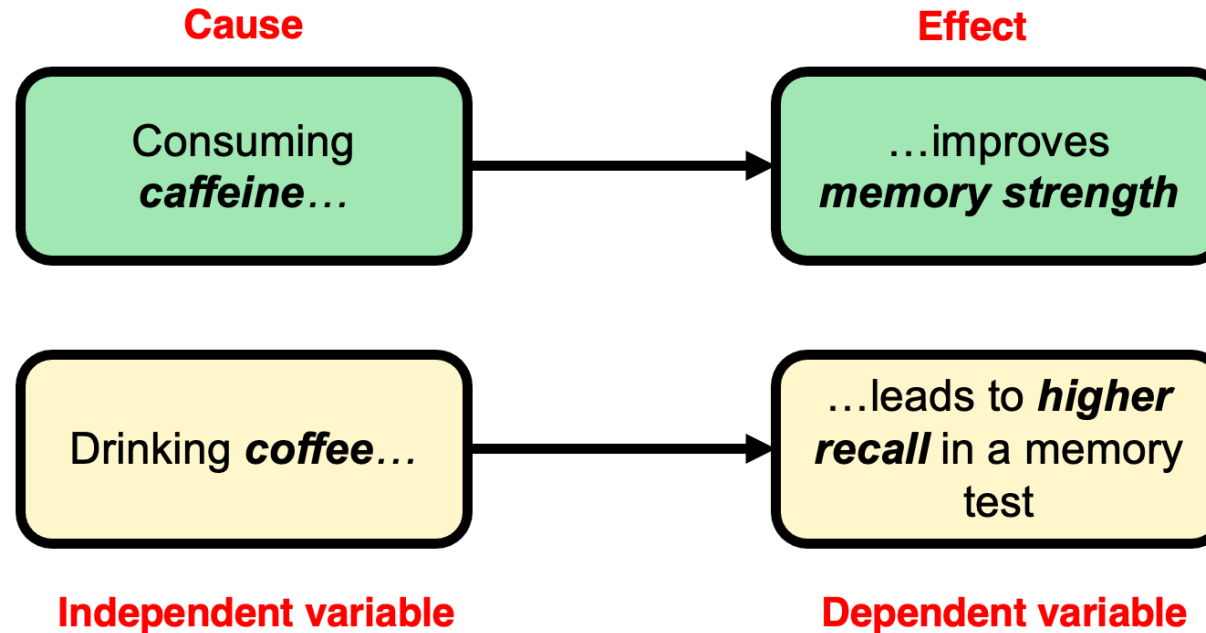 Cause
Effect
Consuming
caffeine…
…improves
memory strength
Drinking coffee…
…leads to higher
recall in a memory
test
Independent variable
Dependent variable